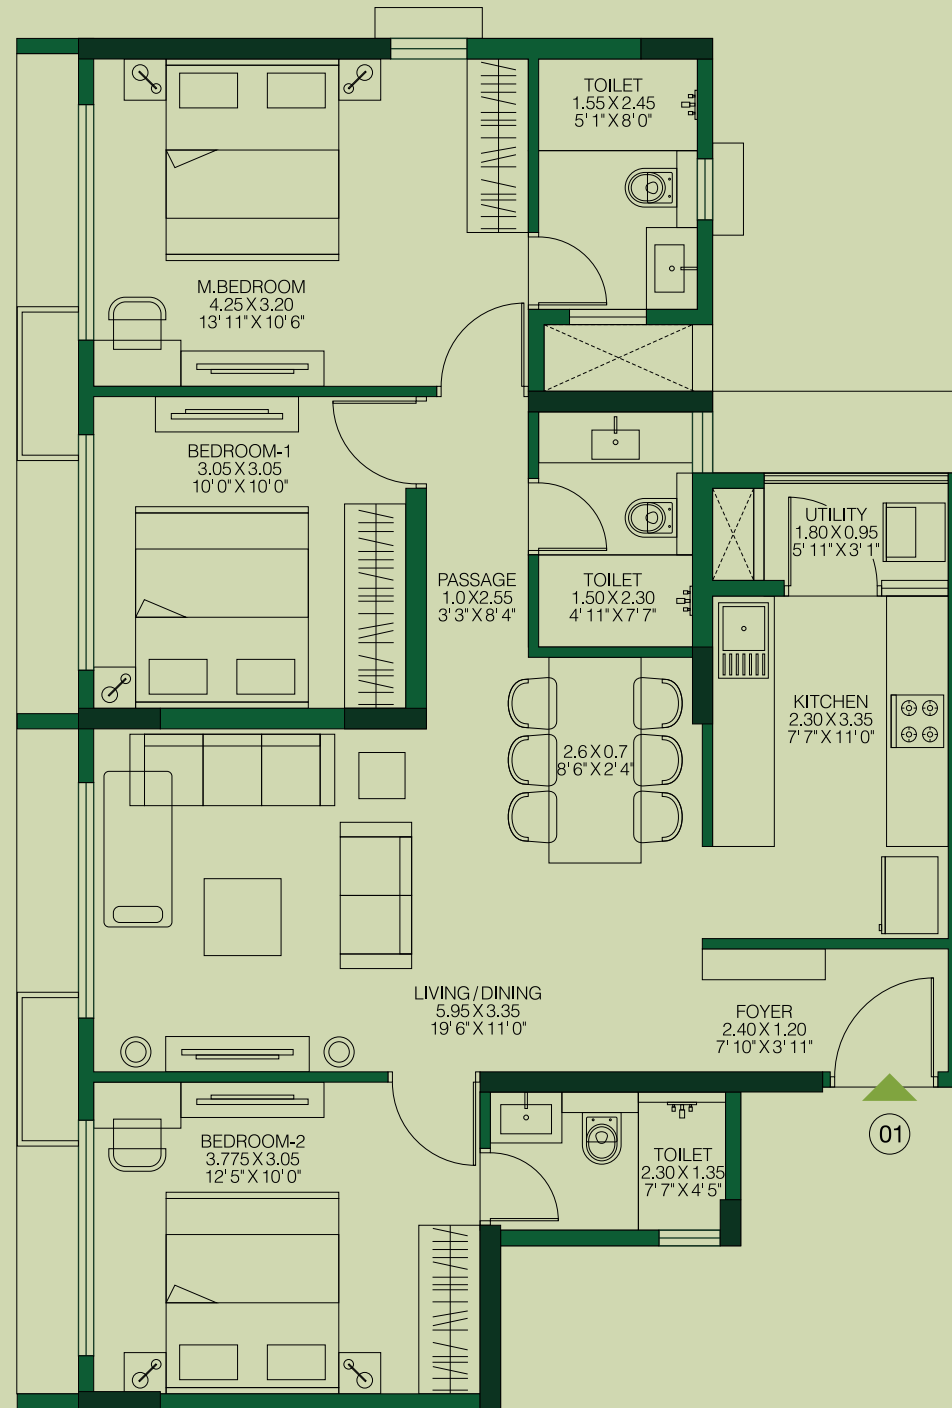 TOILET
1.55 X 2.45
5' 1" X 8' 0"
M.BEDROOM
4.25 X 3.20
13' 11" X 10' 6"
BEDROOM-1
3.05 X 3.05
10' 0" X 10' 0"
UTILITY
1.80 X 0.95
5' 11" X 3' 1"
PASSAGE
1.0 X 2.55
3' 3" X 8' 4"
TOILET
1.50 X 2.30
4' 11" X 7' 7"
KITCHEN
2.30 X 3.35
7' 7" X 11' 0"
2.6 X 0.7
8' 6" X 2' 4"
LIVING / DINING
5.95 X 3.35
19' 6" X 11' 0"
FOYER
2.40 X 1.20
7' 10" X 3' 11"
01
BEDROOM-2
3.775 X 3.05
12' 5" X 10' 0"
TOILET
2.30 X 1.35
7' 7" X 4' 5"